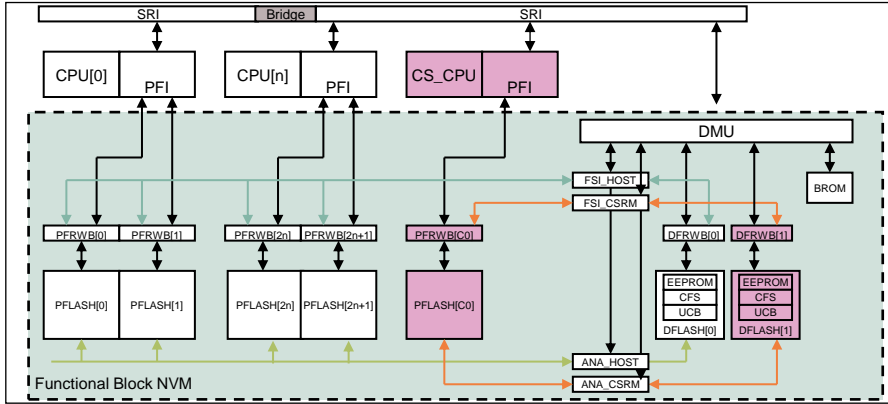 SRI Bridge SRI
CPU[0] PFI CPU[n] PFI CS_CPU PFI
DMU
FSI_HOST
BROM
FSI_CSRM
PFRWB[0] PFRWB[1] PFRWB[2n] PFRWB[2n+1] PFRWB[C0] DFRWB[0] DFRWB[1]
PFLASH[0] PFLASH[1] PFLASH[2n] PFLASH[2n+1] PFLASH[C0]
EEPROM EEPROM
CFS CFS
UCB UCB
DFLASH[0] DFLASH[1]
ANA_HOST
ANA_CSRM
Functional Block NVM